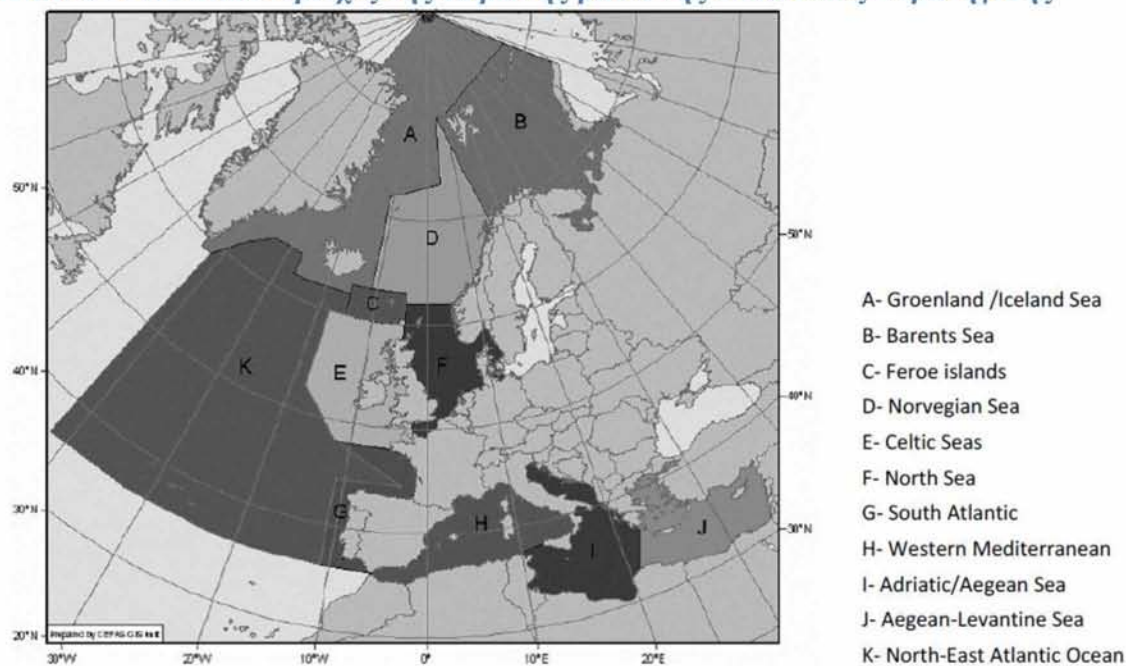 A
B
50°N
50°N
D
C
K
E
F
40°N
40°N
G
H
I
J
30°N
30°N
20°N
30°W
20°W
10°W
0°
10°E
20°E
A- Groenland /Iceland Sea
B- Barents Sea
C- Feroe islands
D- Norvegian Sea
E- Celtic Seas
F- North Sea
G- South Atlantic
H- Western Mediterranean
I- Adriatic/Aegean Sea
J- Aegean-Levantine Sea
K- North-East Atlantic Ocean